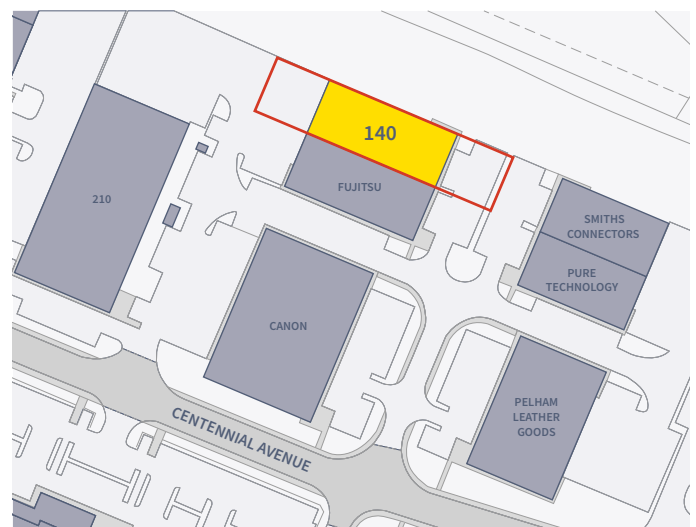 140
FUJITSU
210
SMITHS
CONNECTORS
PURE
TECHNOLOGY
CANON
PELHAM
LEATHER
GOODS
CENTENNIAL AVENUE